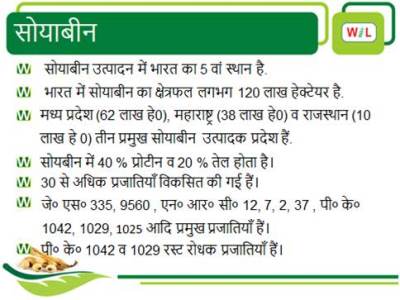 सोयाबीन
WIL
सोयाबीन उत्पादन में भारत का 5 वां स्थान है.
भारत में सोयाबीन का क्षेत्रफल लगभग 120 लाख हेक्टेयर है.
मध्य प्रदेश (62 लाख हे0), महाराष्ट्र (38 लाख हे0) व राजस्थान (10
लाख हे 0) तीन प्रमुख सोयाबीन उत्पादक प्रदेश हैं.
सोयबीन में 40 % प्रोटीन व 20 % तेल होता है।
30 से अधिक प्रजातियाँ विकसित की गई हैं।
जे० एस० 335, 9560 , एन० आर० सी० 12, 7, 2, 37 , पी० के०
1042, 1029, 1025 आदि प्रमुख प्रजातियाँ हैं।
पी० के० 1042 व 1029 रस्ट रोधक प्रजातियाँ हैं।